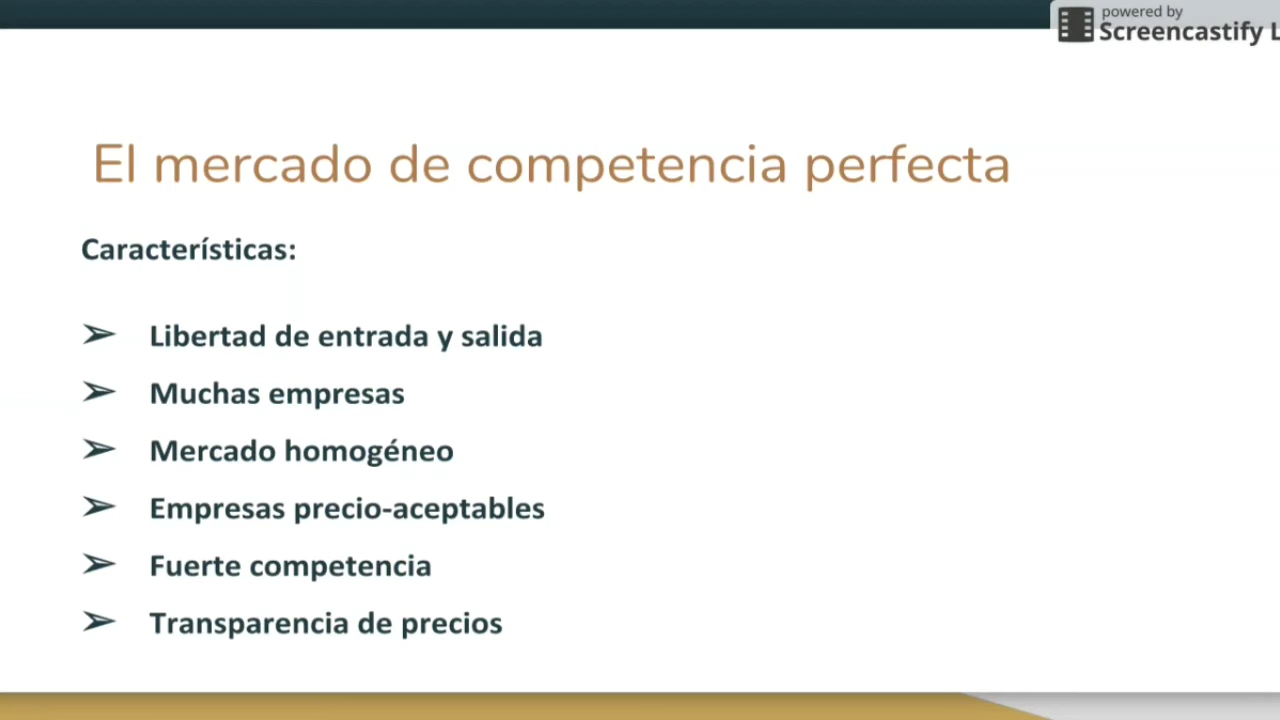 powered by
Screencastify L
El mercado de competencia perfecta
Características:
➢ Libertad de entrada y salida
➢ Muchas empresas
➢ Mercado homogéneo
➢ Empresas precio-aceptables
➢ Fuerte competencia
➢ Transparencia de precios